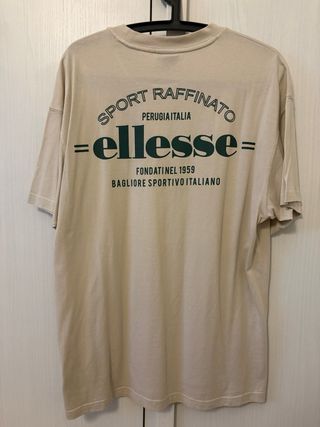 SPORT RAFFINATO
PERUGIA ITALIA
=ellesse=
FONDATI NEL 1959
BAGLIORE SPORTIVO ITALIANO